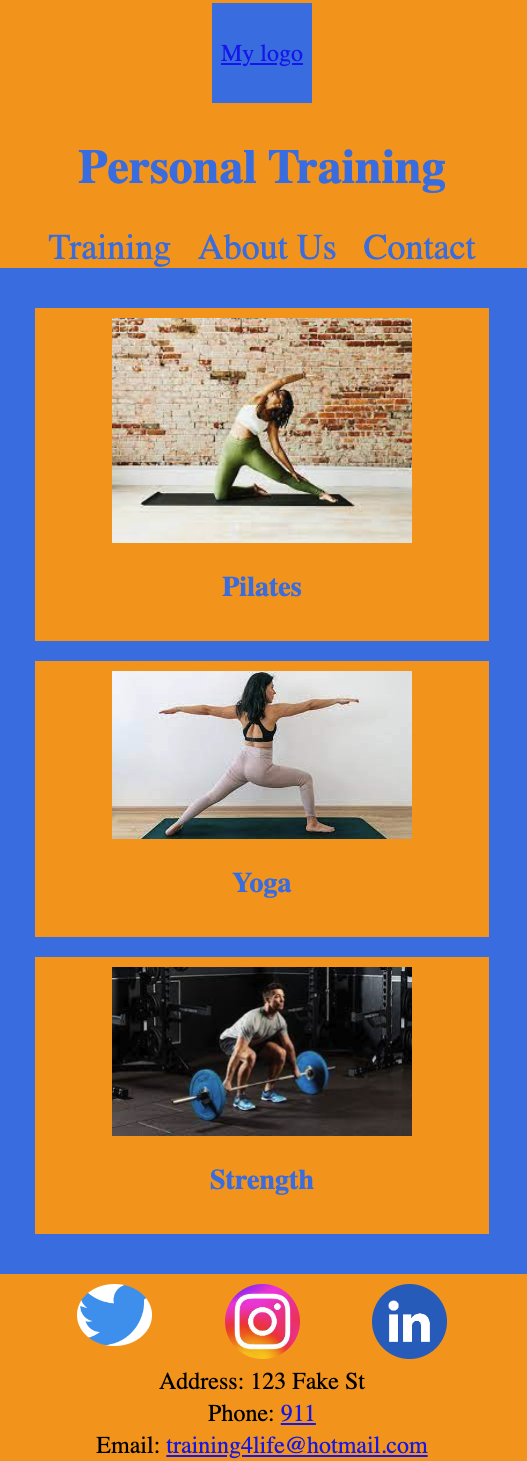 My logo
Personal Training
Training About Us Contact
Pilates
Yoga
Strength
in
Address: 123 Fake St
Phone: 911
Email: training4life@hotmail.com